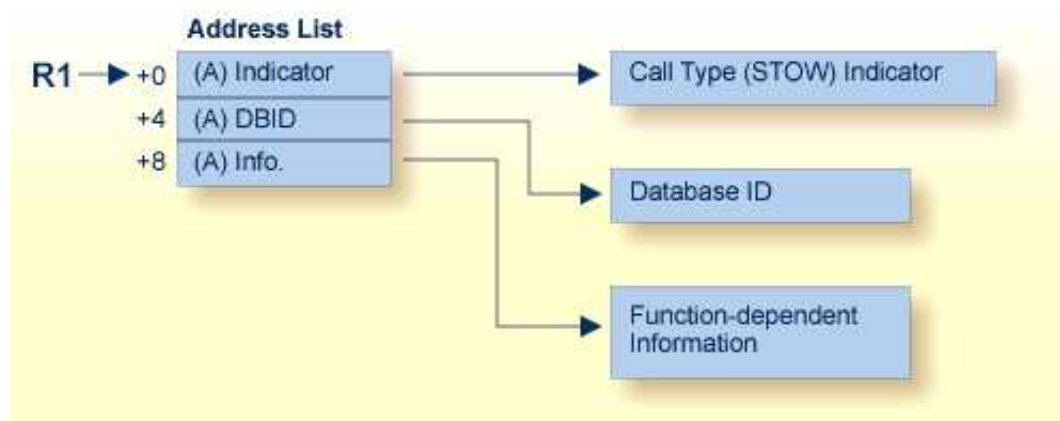 Address List
R1 +0 (A) Indicator Call Type (STOW) Indicator
+4 (A) DBID
+8 (A) Info.
Database ID
Function-dependent
Information